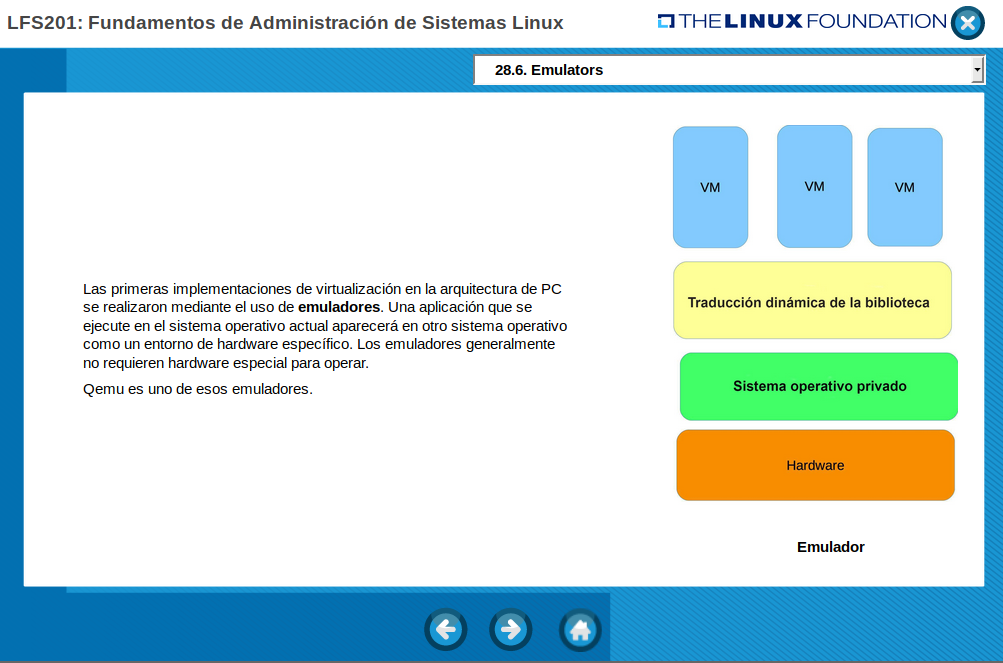 LFS201: Fundamentos de Administración de Sistemas Linux
THE LINUX FOUNDATION
28.6. Emulators
VM
VM
VM
Las primeras implementaciones de virtualización en la arquitectura de PC
se realizaron mediante el uso de emuladores. Una aplicación que se
ejecute en el sistema operativo actual aparecerá en otro sistema operativo
como un entorno de hardware específico. Los emuladores generalmente
no requieren hardware especial para operar.
Qemu es uno de esos emuladores.
Traducción dinámica de la biblioteca
Sistema operativo privado
Hardware
Emulador